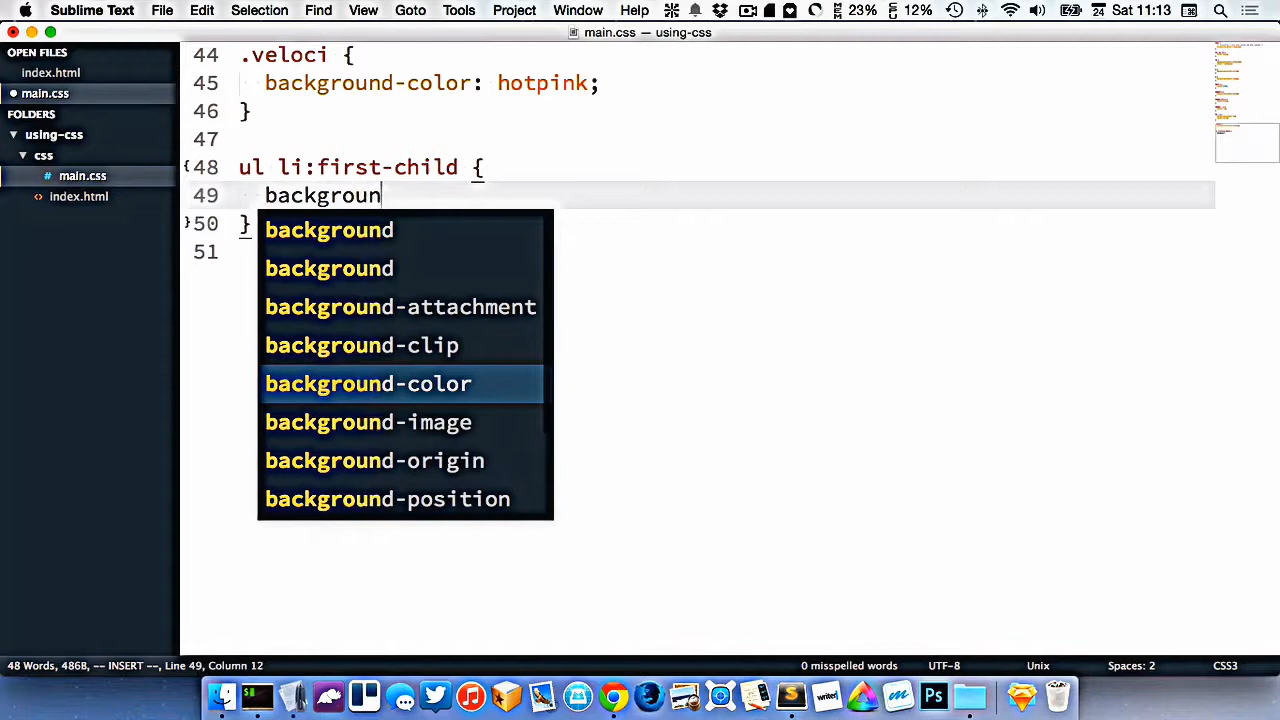 Sublime Text File Edit Selection Find View Goto Tools Project Window Help 23% 12% 24 Sat 11:13
main.css — using-css
OPEN FILES
index.html
main.css
FOLDERS
using-css
css
# main.css
<> index.html
44 .veloci {
45 background-color: hotpink;
46 }
47
48 ul li:first-child {
49 backgroun
50 }
51
background
background
background-attachment
background-clip
background-color
background-image
background-origin
background-position
48 Words, 486B, -- INSERT --, Line 49, Column 12 0 misspelled words UTF-8 Unix Spaces: 2 CSS3
writer Ps